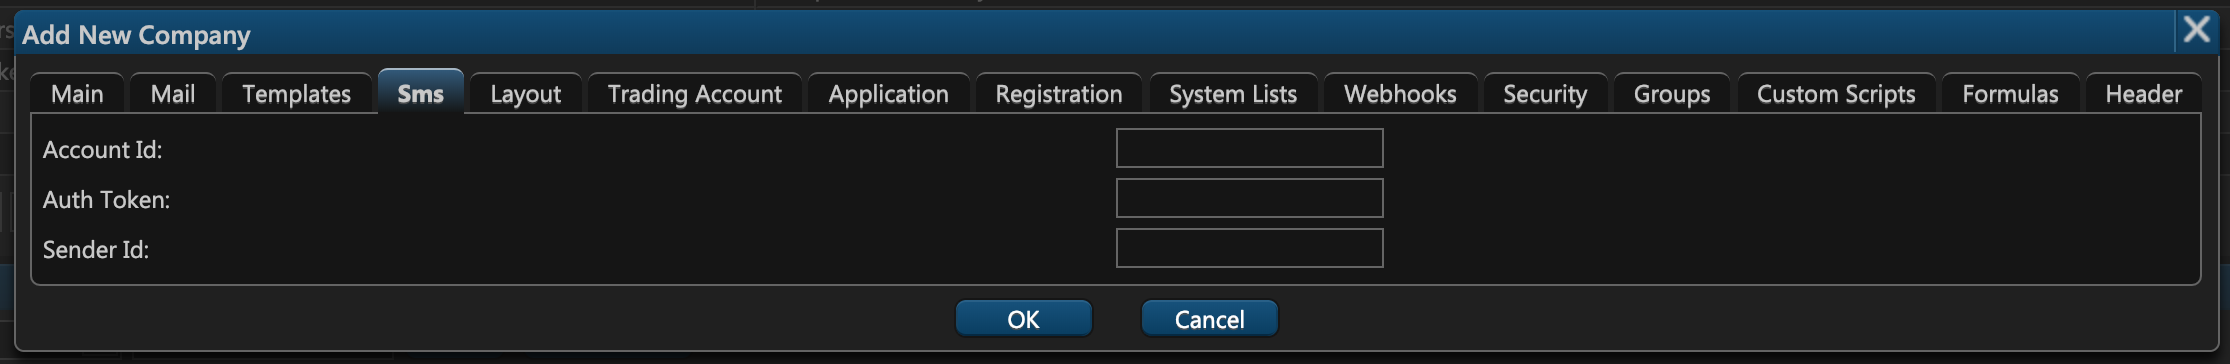 Add New Company
Main Mail Templates Sms Layout Trading Account Application Registration System Lists Webhooks Security Groups Custom Scripts Formulas Header
Account Id:
Auth Token:
Sender Id:
OK Cancel